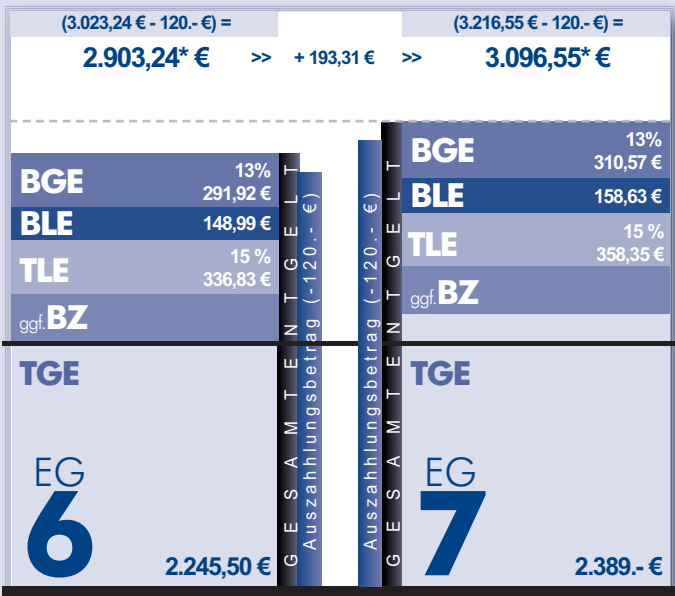 (3.023,24 € - 120.- €) =
2.903,24* €
>> + 193,31 € >>
(3.216,55 € - 120.- €) =
3.096,55* €
BGE 13%
291,92 €
BLE 148,99 €
TLE 15 %
336,83 €
ggf. BZ
TGE
EG
6
2.245,50 €
GESAMTENTGELT
Auszahhlungsbetrag (-120.- €)
Auszahhlungsbetrag (-120.- €)
GESAMTENTGELT
BGE 13%
310,57 €
BLE 158,63 €
TLE 15 %
358,35 €
ggf. BZ
TGE
EG
7
2.389.- €